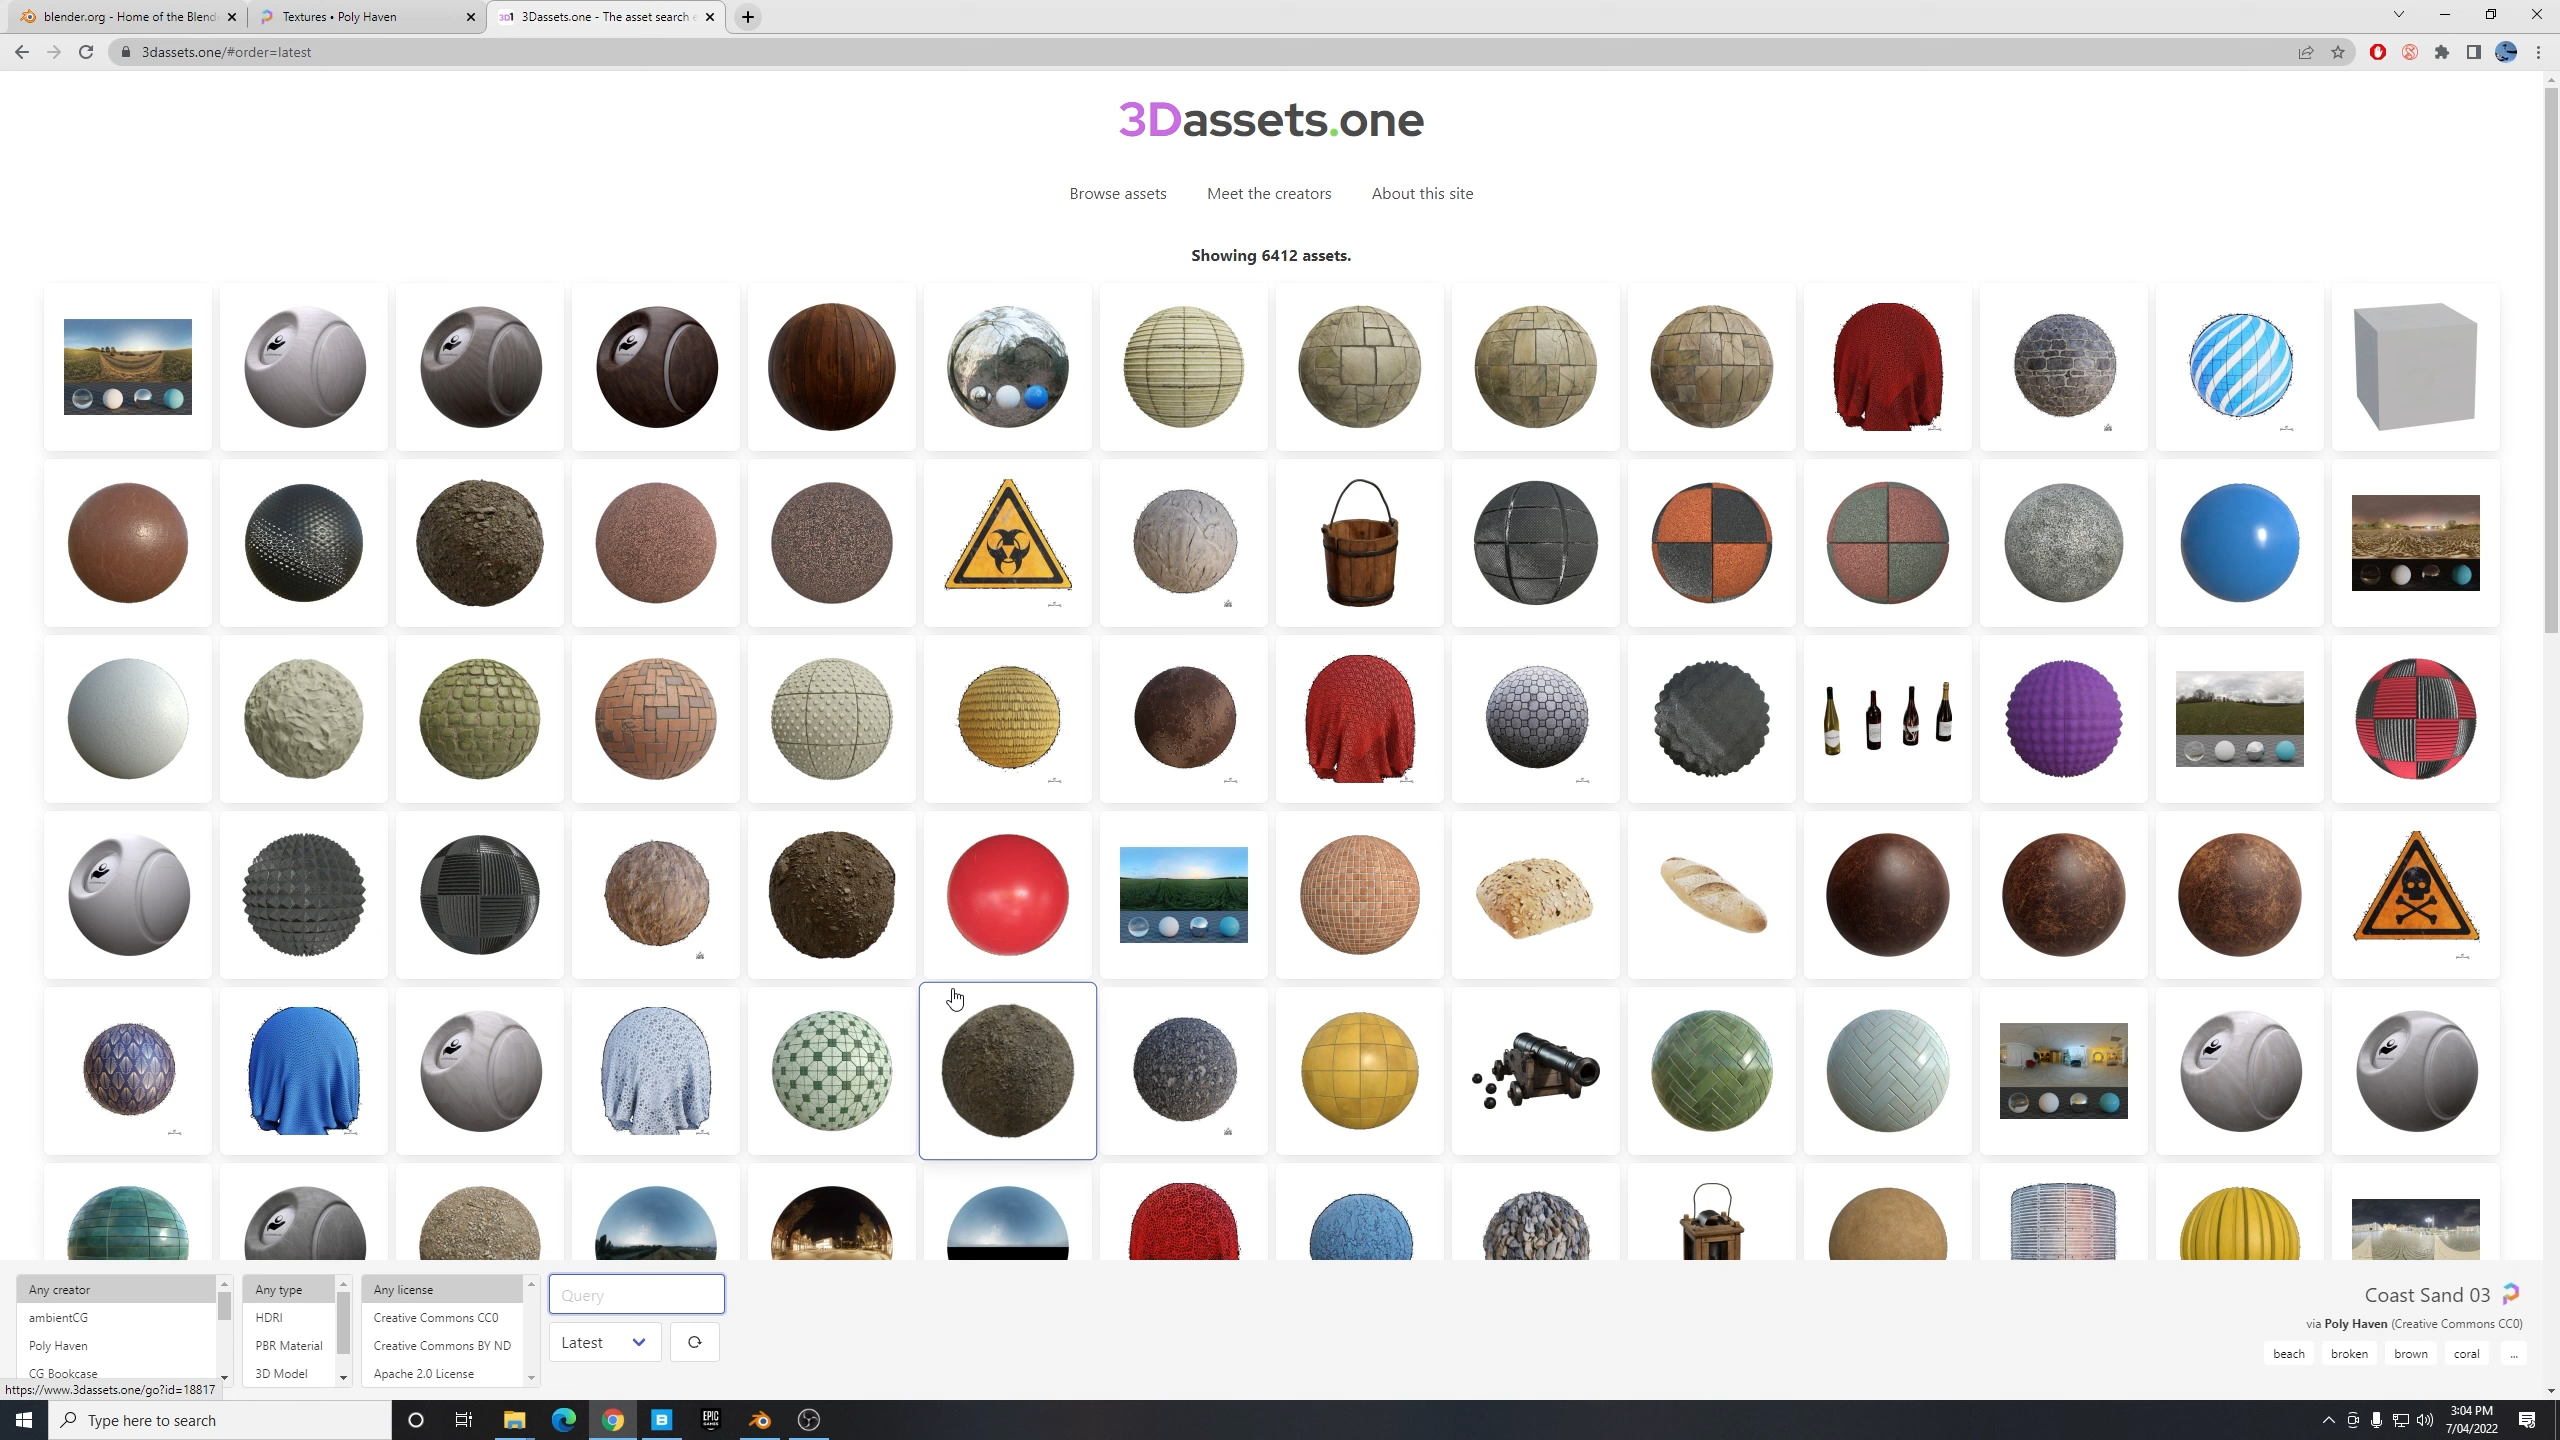 blender.org - Home of the Blend
Textures • Poly Haven
3D1 3Dassets.one - The asset search e
3dassets.one/#order=latest
3Dassets.one
Browse assets
Meet the creators
About this site
Showing 6412 assets.
Any creator
ambientCG
Poly Haven
CG Bookcase
Any type
HDRI
PBR Material
3D Model
Any license
Creative Commons CC0
Creative Commons BY ND
Apache 2.0 License
Query
Latest
Coast Sand 03
via Poly Haven (Creative Commons CC0)
beach
broken
brown
coral
...
https://www.3dassets.one/go?id=18817
Type here to search
EPIC
GAMES
3:04 PM
7/04/2022